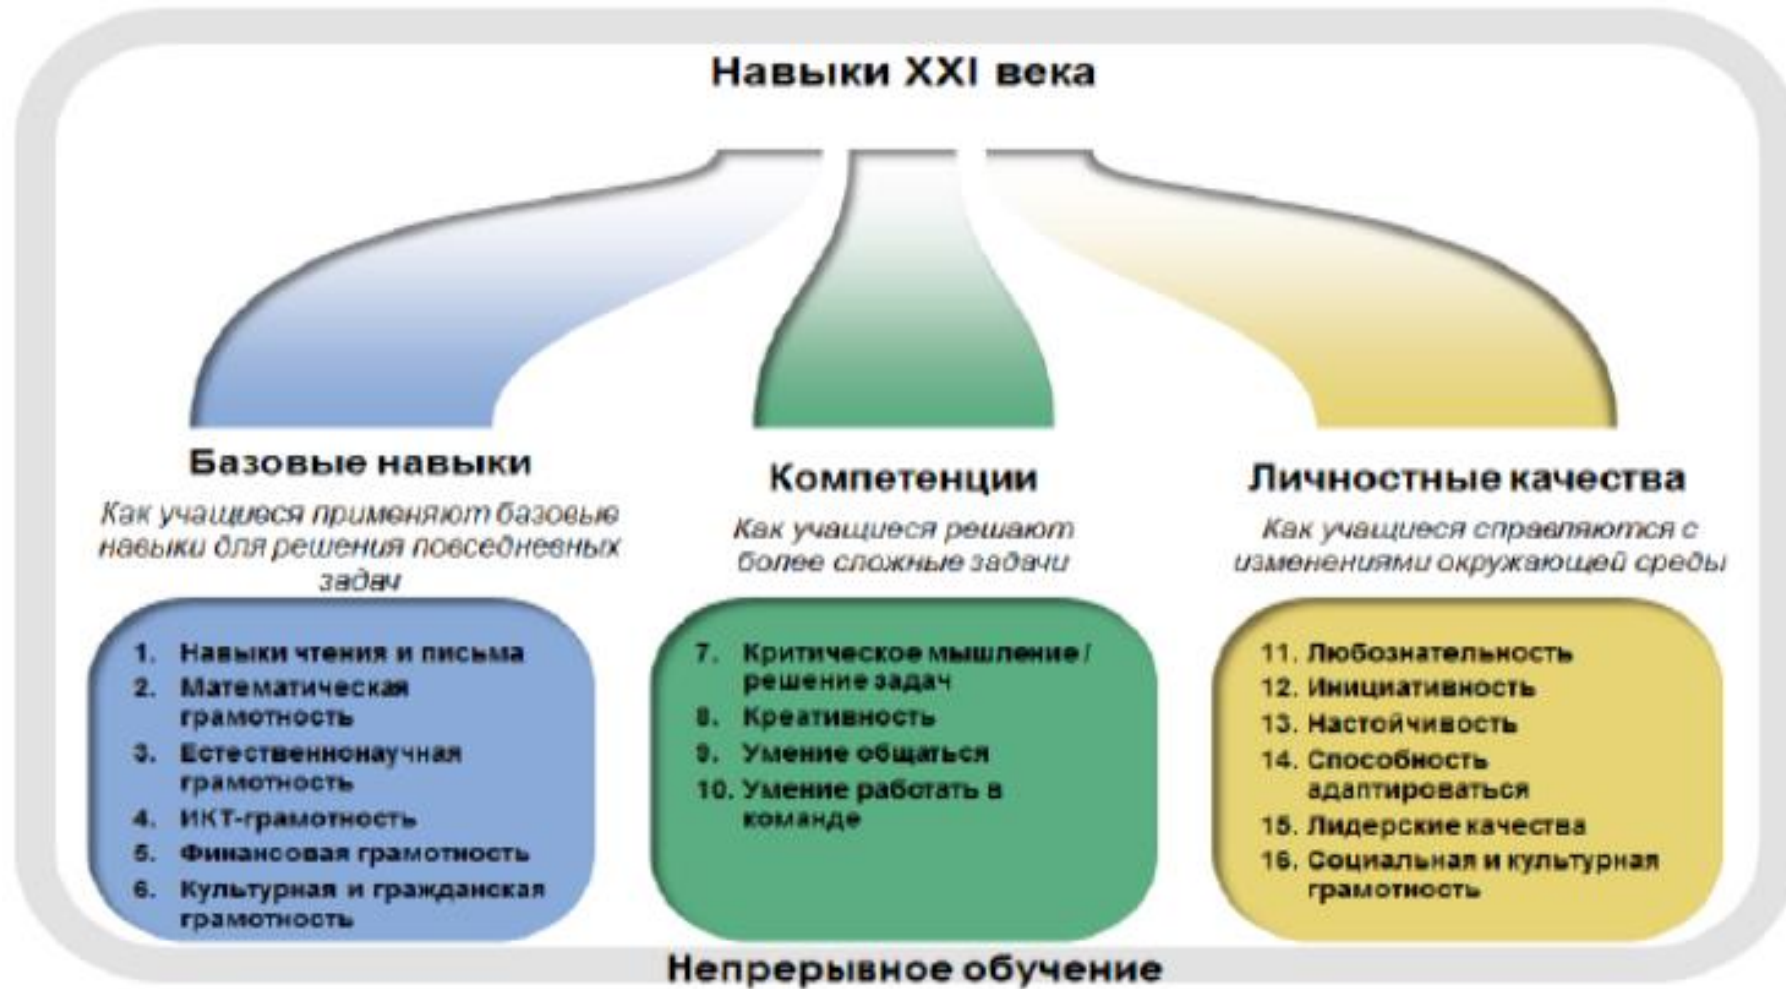 Навыки XXI века
Базовые навыки
Как учащиеся применяют базовые
навыки для решения повседневных
задач
1. Навыки чтения и письма
2. Математическая
грамотность
3. Естественнонаучная
грамотность
4. ИКТ-грамотность
5. Финансовая грамотность
6. Культурная и гражданская
грамотность
Компетенции
Как учащиеся решают
более сложные задачи
7. Критическое мышление /
решение задач
8. Креативность
9. Умение общаться
10. Умение работать в
команде
Личностные качества
Как учащиеся справляются с
изменениями окружающей среды
11. Любознательность
12. Инициативность
13. Настойчивость
14. Способность
адаптироваться
15. Лидерские качества
16. Социальная и культурная
грамотность
Непрерывное обучение